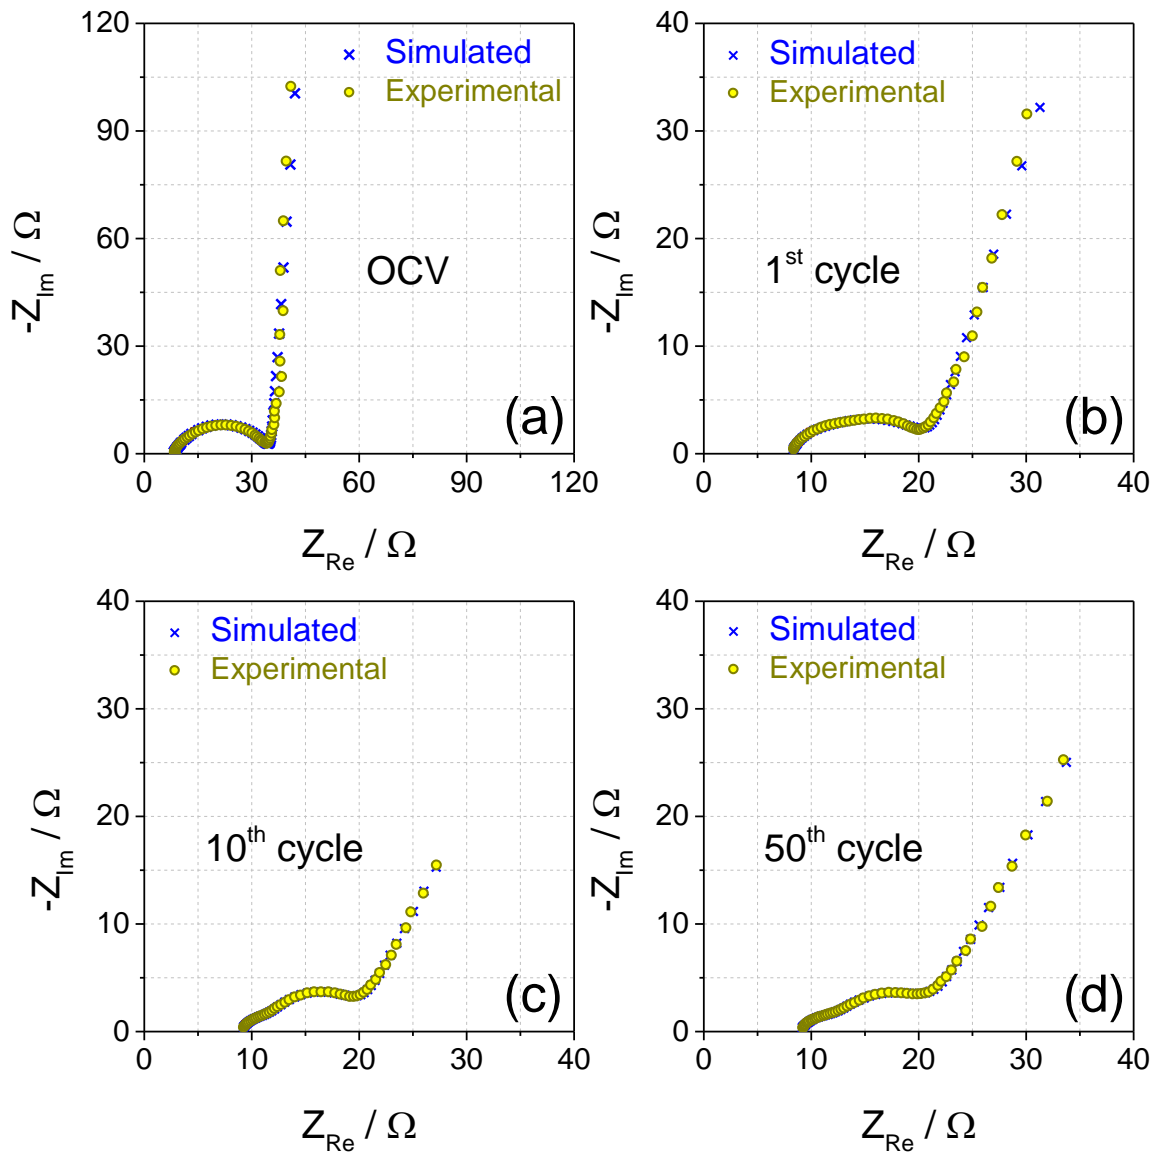 120
90
60
30
0
0 30 60 90 120
-Z_Im / Ω
Z_Re / Ω
Simulated
Experimental
OCV
(a)
40
30
20
10
0
0 10 20 30 40
-Z_Im / Ω
Z_Re / Ω
Simulated
Experimental
1st cycle
(b)
40
30
20
10
0
0 10 20 30 40
-Z_Im / Ω
Z_Re / Ω
Simulated
Experimental
10th cycle
(c)
40
30
20
10
0
0 10 20 30 40
-Z_Im / Ω
Z_Re / Ω
Simulated
Experimental
50th cycle
(d)